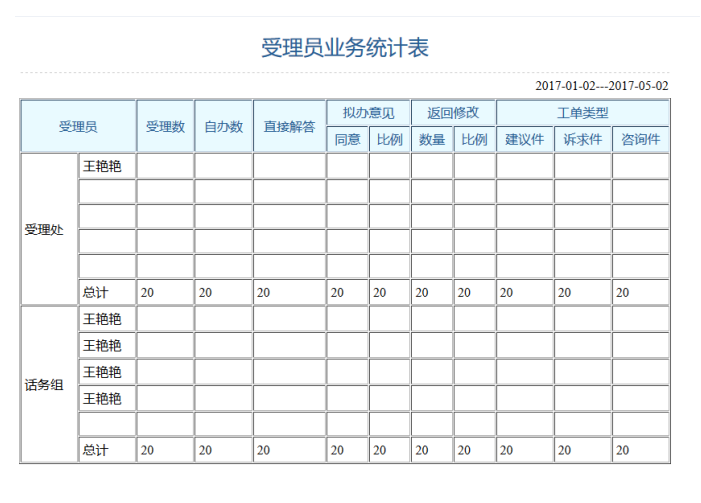 受理员业务统计表
2017-01-02---2017-05-02
受理员 受理数 自办数 直接解答 拟办意见 返回修改 工单类型
同意 比例 数量 比例 建议件 诉求件 咨询件
王艳艳
受理处
总计 20 20 20 20 20 20 20 20 20 20
王艳艳
王艳艳
王艳艳
话务组
王艳艳
总计 20 20 20 20 20 20 20 20 20 20